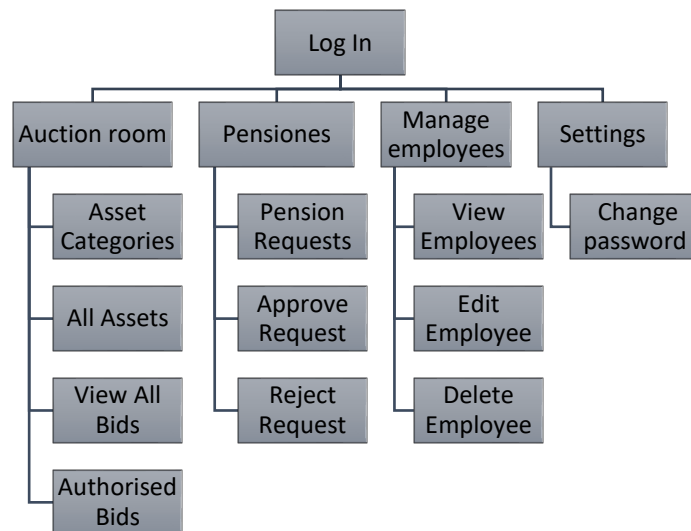 Log In
Auction room
Pensiones
Manage
employees
Settings
Asset
Categories
Pension
Requests
View
Employees
Change
password
All Assets
Approve
Request
Edit
Employee
View All
Bids
Reject
Request
Delete
Employee
Authorised
Bids